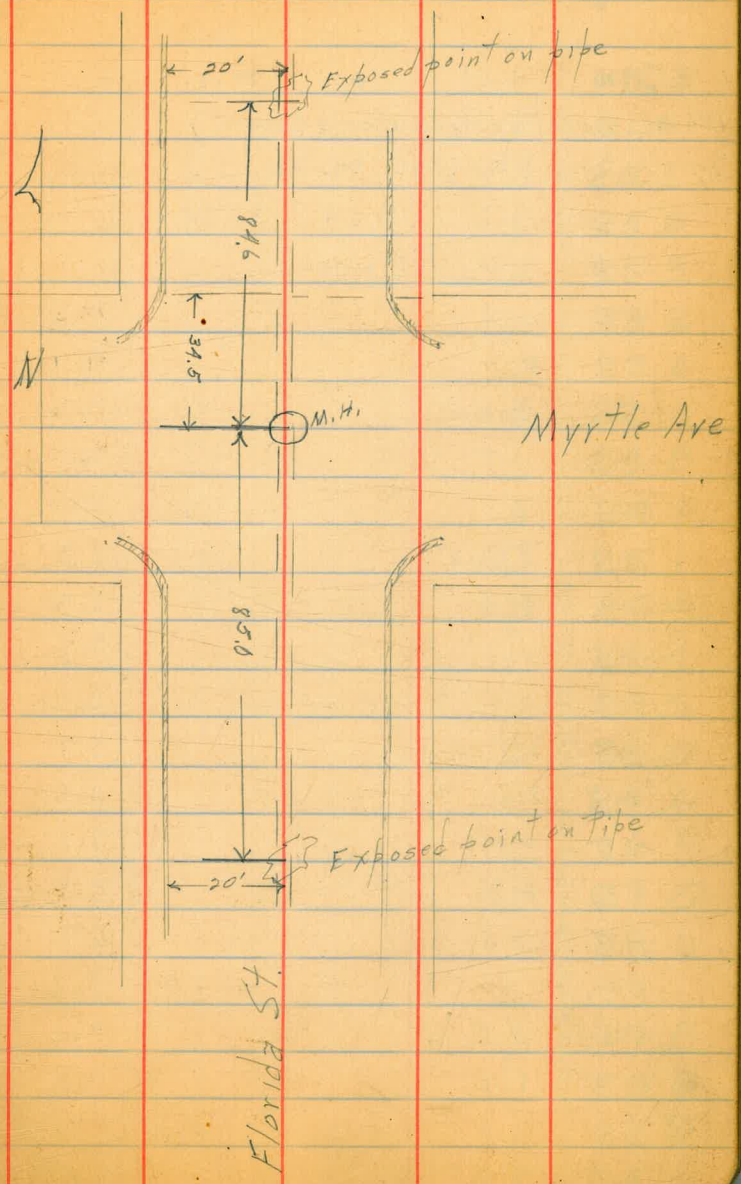 20'
Exposed point on pipe
84.6
34.5
N
M.H.
Myrtle Ave
85.0
Exposed point on Pipe
20'
Florida St.